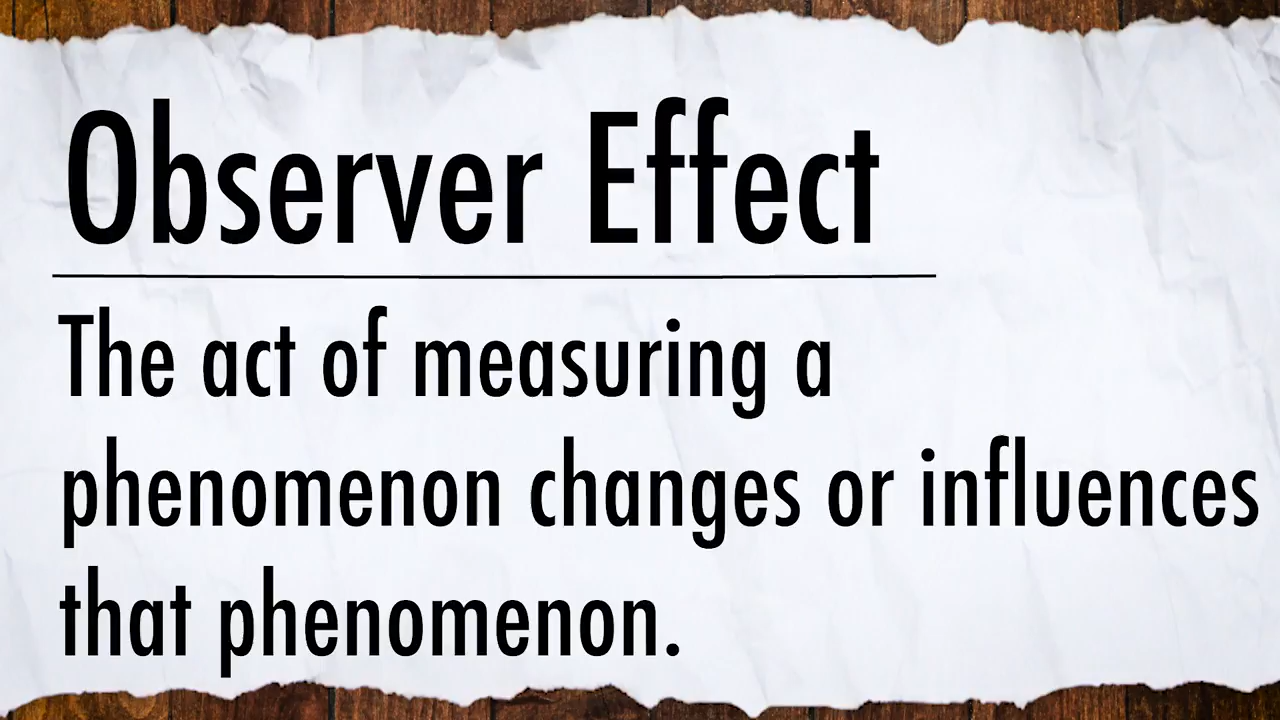 Observer Effect
The act of measuring a
phenomenon changes or influences
that phenomenon.